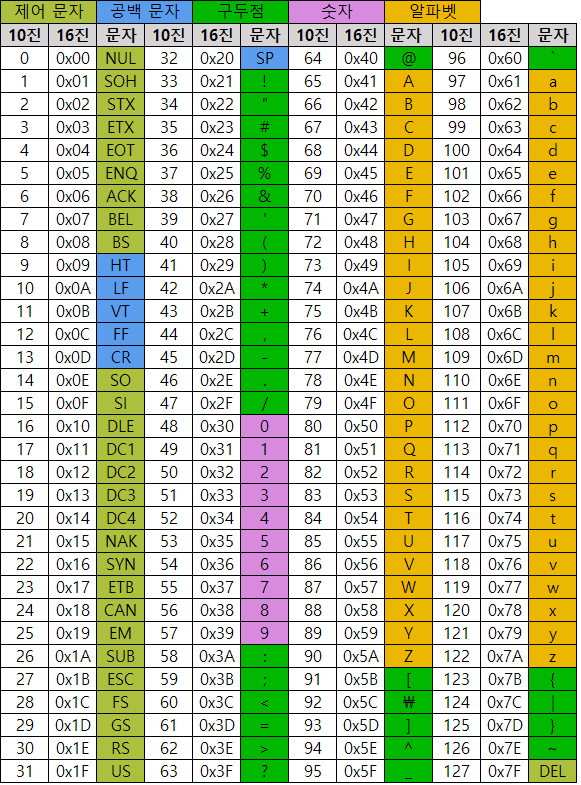 제어 문자 공백 문자 구두점 숫자 알파벳
10진 16진 문자 10진 16진 문자 10진 16진 문자 10진 16진 문자
0 0x00 NUL 32 0x20 SP 64 0x40 @ 96 0x60 `
1 0x01 SOH 33 0x21 ! 65 0x41 A 97 0x61 a
2 0x02 STX 34 0x22 " 66 0x42 B 98 0x62 b
3 0x03 ETX 35 0x23 # 67 0x43 C 99 0x63 c
4 0x04 EOT 36 0x24 $ 68 0x44 D 100 0x64 d
5 0x05 ENQ 37 0x25 % 69 0x45 E 101 0x65 e
6 0x06 ACK 38 0x26 & 70 0x46 F 102 0x66 f
7 0x07 BEL 39 0x27 ' 71 0x47 G 103 0x67 g
8 0x08 BS 40 0x28 ( 72 0x48 H 104 0x68 h
9 0x09 HT 41 0x29 ) 73 0x49 I 105 0x69 i
10 0x0A LF 42 0x2A * 74 0x4A J 106 0x6A j
11 0x0B VT 43 0x2B + 75 0x4B K 107 0x6B k
12 0x0C FF 44 0x2C , 76 0x4C L 108 0x6C l
13 0x0D CR 45 0x2D - 77 0x4D M 109 0x6D m
14 0x0E SO 46 0x2E . 78 0x4E N 110 0x6E n
15 0x0F SI 47 0x2F / 79 0x4F O 111 0x6F o
16 0x10 DLE 48 0x30 0 80 0x50 P 112 0x70 p
17 0x11 DC1 49 0x31 1 81 0x51 Q 113 0x71 q
18 0x12 DC2 50 0x32 2 82 0x52 R 114 0x72 r
19 0x13 DC3 51 0x33 3 83 0x53 S 115 0x73 s
20 0x14 DC4 52 0x34 4 84 0x54 T 116 0x74 t
21 0x15 NAK 53 0x35 5 85 0x55 U 117 0x75 u
22 0x16 SYN 54 0x36 6 86 0x56 V 118 0x76 v
23 0x17 ETB 55 0x37 7 87 0x57 W 119 0x77 w
24 0x18 CAN 56 0x38 8 88 0x58 X 120 0x78 x
25 0x19 EM 57 0x39 9 89 0x59 Y 121 0x79 y
26 0x1A SUB 58 0x3A : 90 0x5A Z 122 0x7A z
27 0x1B ESC 59 0x3B ; 91 0x5B [ 123 0x7B {
28 0x1C FS 60 0x3C < 92 0x5C ₩ 124 0x7C |
29 0x1D GS 61 0x3D = 93 0x5D ] 125 0x7D }
30 0x1E RS 62 0x3E > 94 0x5E ^ 126 0x7E ~
31 0x1F US 63 0x3F ? 95 0x5F _ 127 0x7F DEL